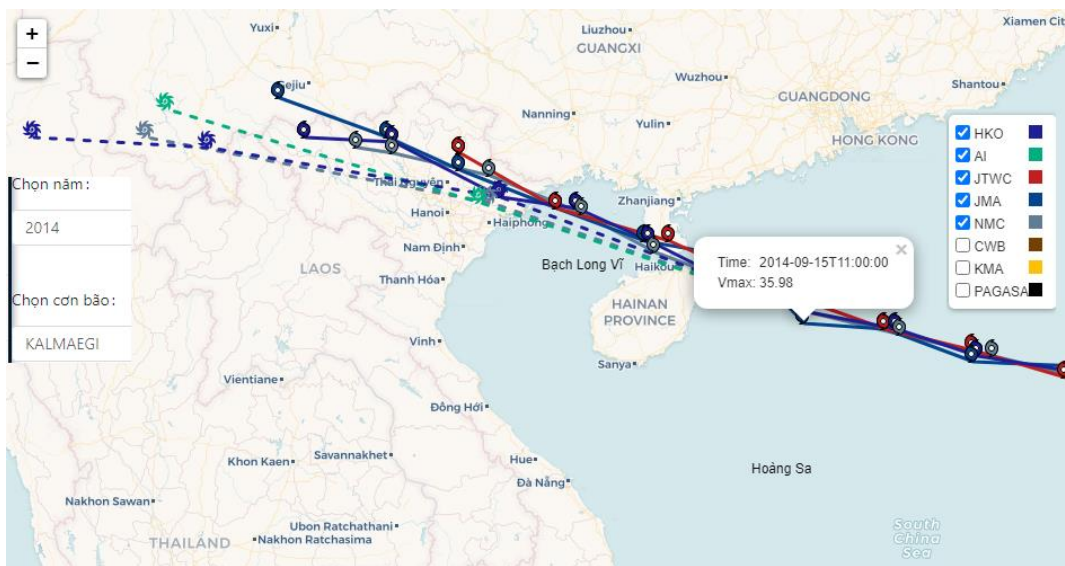 +
−
Yuxi
Liuzhou
GUANGXI
Xiamen City
Gejiu
Wuzhou
GUANGDONG
Shantou
Nanning
Yulin
HONG KONG
HKO
AI
JTWC
JMA
NMC
CWB
KMA
PAGASA
Chọn năm :
2014
Chọn cơn bão :
KALMAEGI
Thái Nguyên
Hanoi
Haiphong
Zhanjiang
Nam Định
LAOS
Bạch Long Vĩ
Haikou
Thanh Hóa
HAINAN
PROVINCE
×
Time: 2014-09-15T11:00:00
Vmax: 35.98
Vinh
Sanya
Vientiane
Đồng Hới
Khon Kaen
Savannakhet
Hue
Hoàng Sa
Đà Nẵng
Nakhon Sawan
Ubon Ratchathani
THAILAND
Nakhon Ratchasima
South
China
Sea